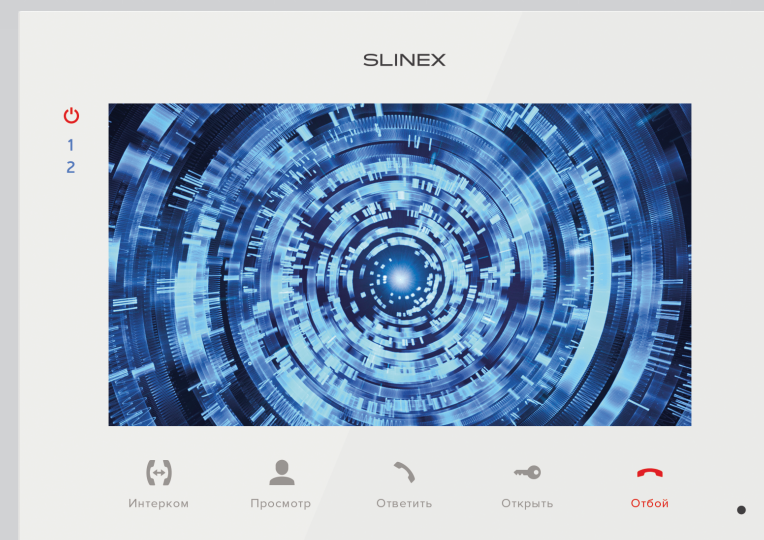 SLINEX
1
2
Интерком
Просмотр
Ответить
Открыть
Отбой